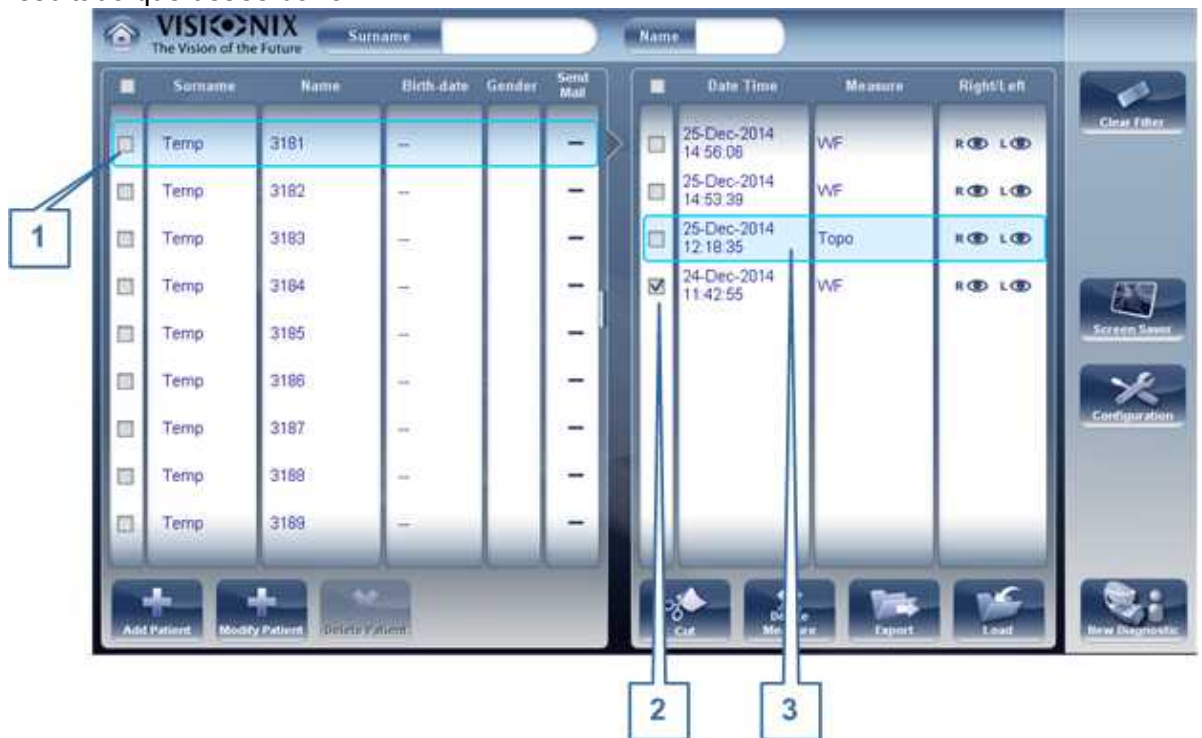 VISIONIX
The Vision of the Future
Surname
Name
Surname Name Birth-date Gender Send Mail
Temp 3181 --
Temp 3182 --
Temp 3183 --
Temp 3184 --
Temp 3185 --
Temp 3186 --
Temp 3187 --
Temp 3188 --
Temp 3189 --
Date Time Measure Right/Left
25-Dec-2014
14:56:06
WF R L
25-Dec-2014
14:53:39
WF R L
25-Dec-2014
12:18:35
Topo R L
24-Dec-2014
11:42:55
WF R L
Clear Filter
Screen Saver
Configuration
Add Patient
Modify Patient
Delete Patient
Cut
Measure
Export
Load
New Diagnostic
1
2
3